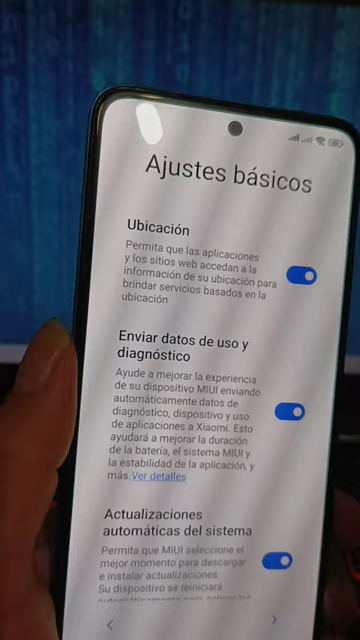 Ajustes básicos
Ubicación
Permita que las aplicaciones
y los sitios web accedan a la
información de su ubicación para
brindar servicios basados en la
ubicación
Enviar datos de uso y
diagnóstico
Ayude a mejorar la experiencia
de su dispositivo MIUI enviando
automáticamente datos de
diagnóstico, dispositivo y uso
de aplicaciones a Xiaomi. Esto
ayudará a mejorar la duración
de la batería, el sistema MIUI y
la estabilidad de la aplicación, y
más.Ver detalles
Actualizaciones
automáticas del sistema
Permita que MIUI seleccione el
mejor momento para descargar
e instalar actualizaciones.
Su dispositivo se reiniciará